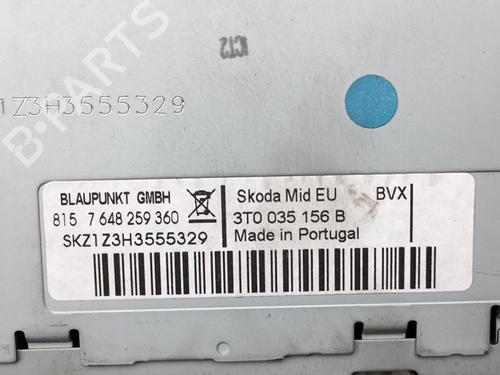 ICT2
1Z3H3555329
B-PARTS
BLAUPUNKT GMBH
815 7 648 259 360
SKZ1Z3H3555329
Skoda Mid EU BVX
3T0 035 156 B
Made in Portugal